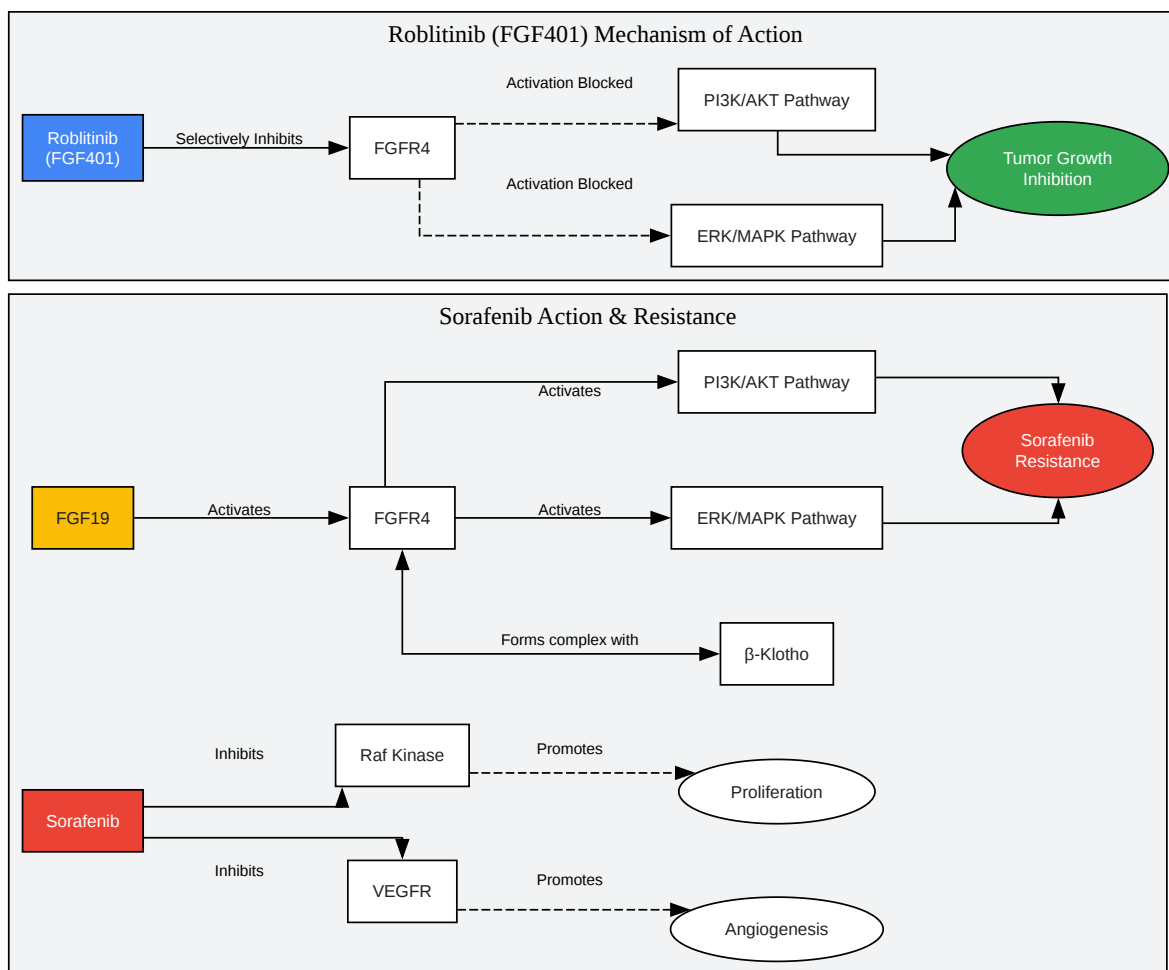 Roblitinib (FGF401) Mechanism of Action
Activation Blocked
PI3K/AKT Pathway
Roblitinib
(FGF401)
Selectively Inhibits
FGFR4
Tumor Growth
Inhibition
Activation Blocked
ERK/MAPK Pathway
Sorafenib Action & Resistance
PI3K/AKT Pathway
Activates
Sorafenib
Resistance
FGF19
Activates
FGFR4
Activates
ERK/MAPK Pathway
Forms complex with
β-Klotho
Inhibits
Raf Kinase
Promotes
Proliferation
Sorafenib
Inhibits
VEGFR
Promotes
Angiogenesis